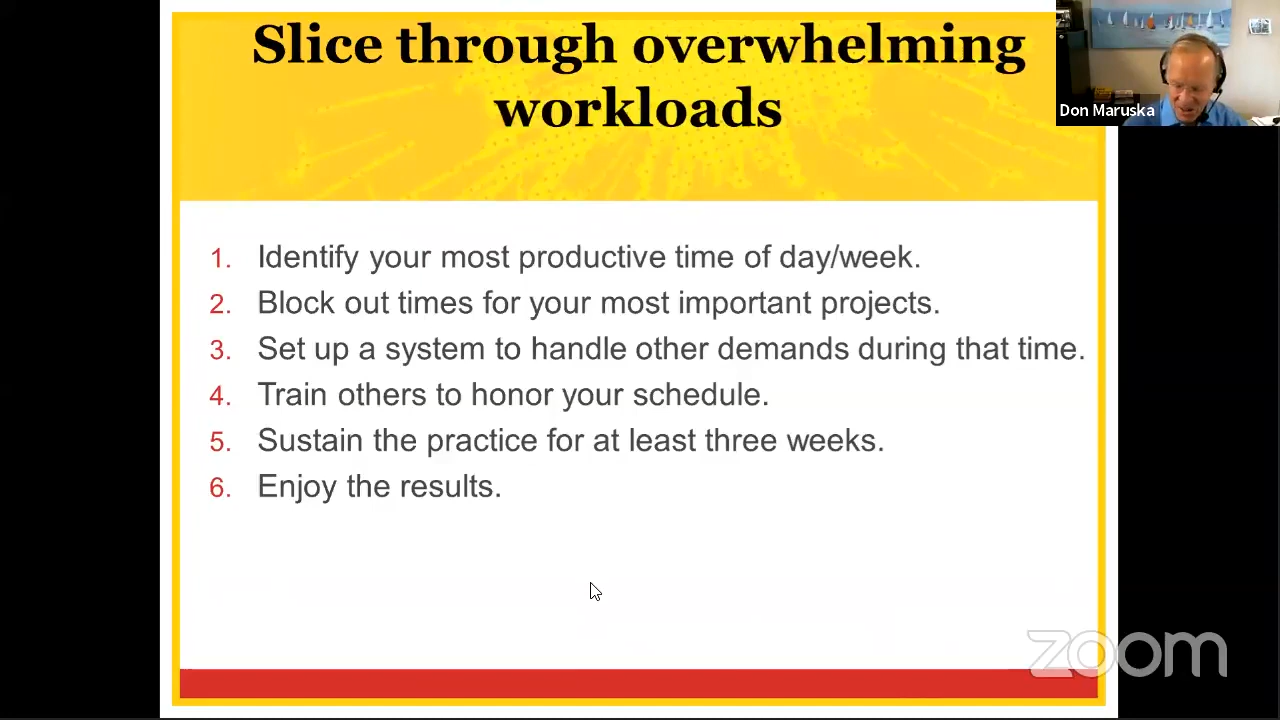 Slice through overwhelming
workloads
Don Maruska
1. Identify your most productive time of day/week.
2. Block out times for your most important projects.
3. Set up a system to handle other demands during that time.
4. Train others to honor your schedule.
5. Sustain the practice for at least three weeks.
6. Enjoy the results.
zoom